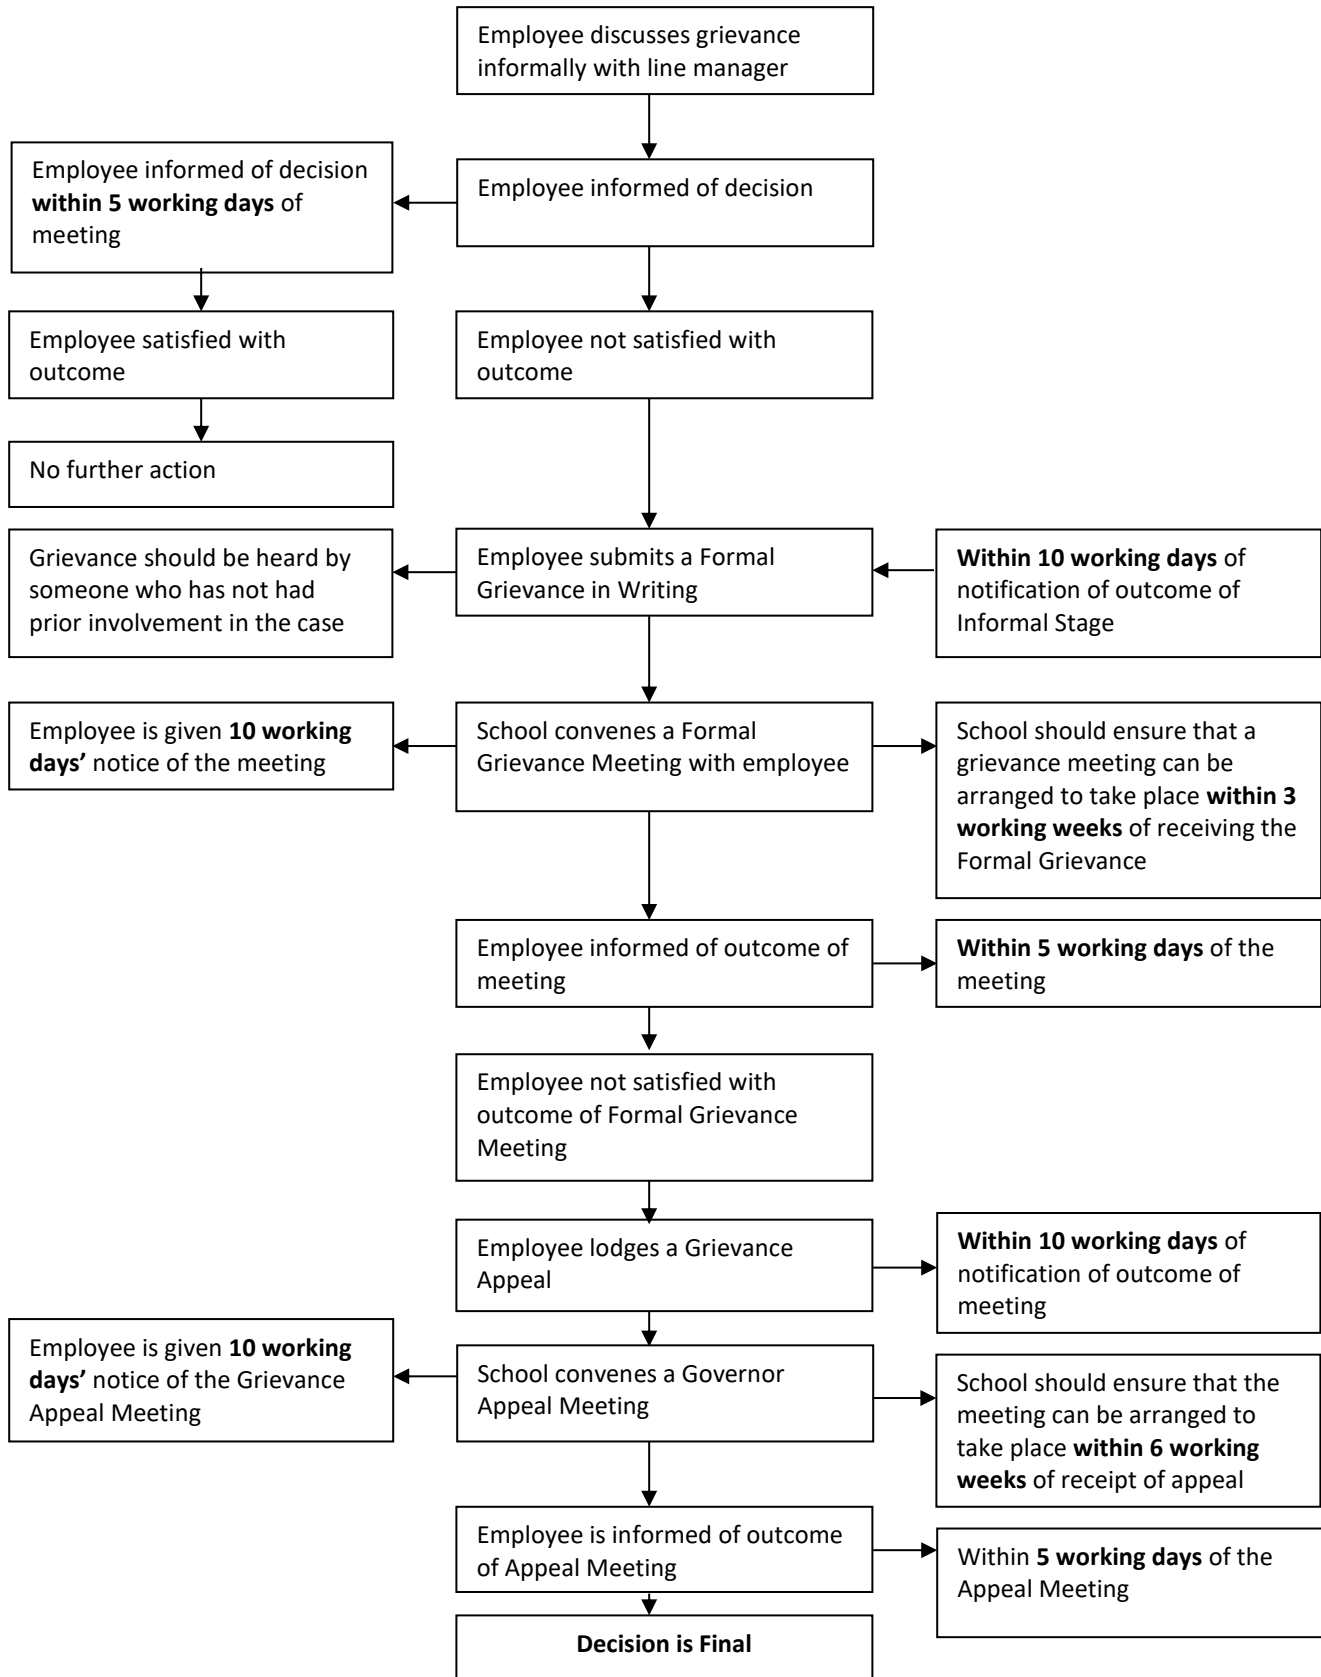 Employee discusses grievance
informally with line manager
Employee informed of decision
within 5 working days of
meeting
Employee informed of decision
Employee satisfied with
outcome
Employee not satisfied with
outcome
No further action
Grievance should be heard by
someone who has not had
prior involvement in the case
Employee submits a Formal
Grievance in Writing
Within 10 working days of
notification of outcome of
Informal Stage
Employee is given 10 working
days’ notice of the meeting
School convenes a Formal
Grievance Meeting with employee
School should ensure that a
grievance meeting can be
arranged to take place within 3
working weeks of receiving the
Formal Grievance
Employee informed of outcome of
meeting
Within 5 working days of the
meeting
Employee not satisfied with
outcome of Formal Grievance
Meeting
Employee lodges a Grievance
Appeal
Within 10 working days of
notification of outcome of
meeting
Employee is given 10 working
days’ notice of the Grievance
Appeal Meeting
School convenes a Governor
Appeal Meeting
School should ensure that the
meeting can be arranged to
take place within 6 working
weeks of receipt of appeal
Employee is informed of outcome
of Appeal Meeting
Within 5 working days of the
Appeal Meeting
Decision is Final